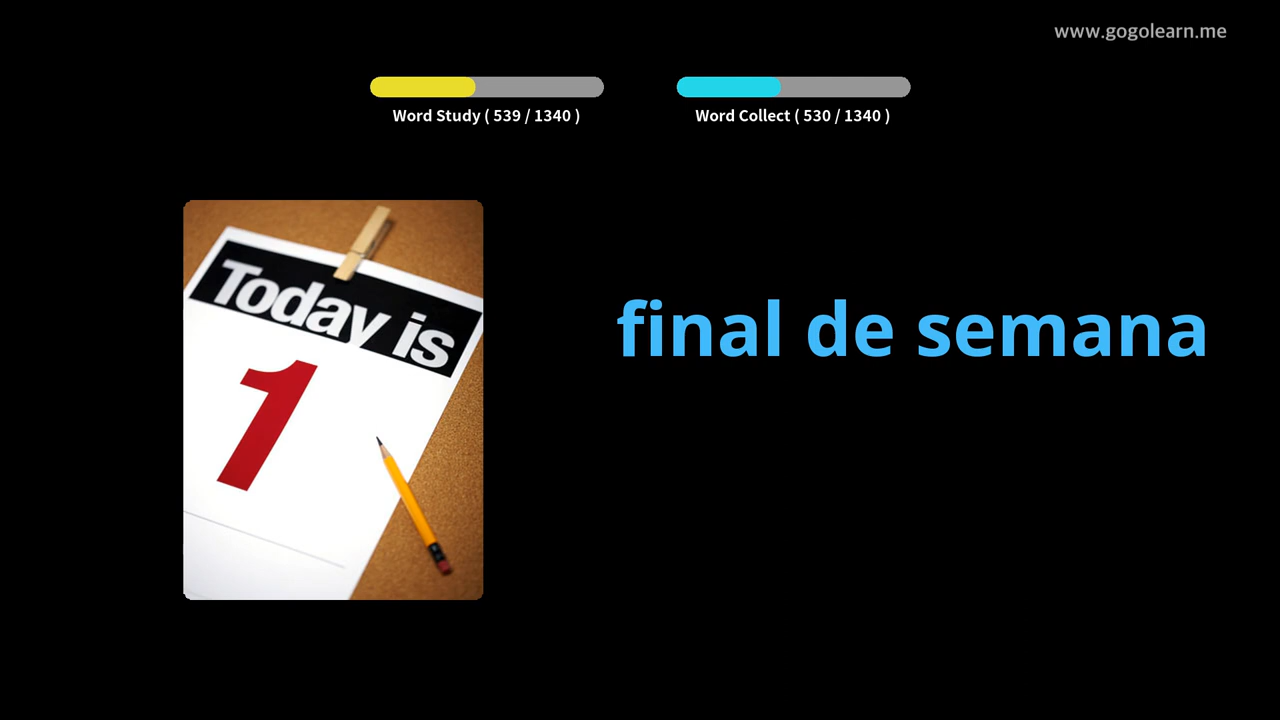 www.gogolearn.me
Word Study ( 539 / 1340 )
Word Collect ( 530 / 1340 )
Today is
1
final de semana